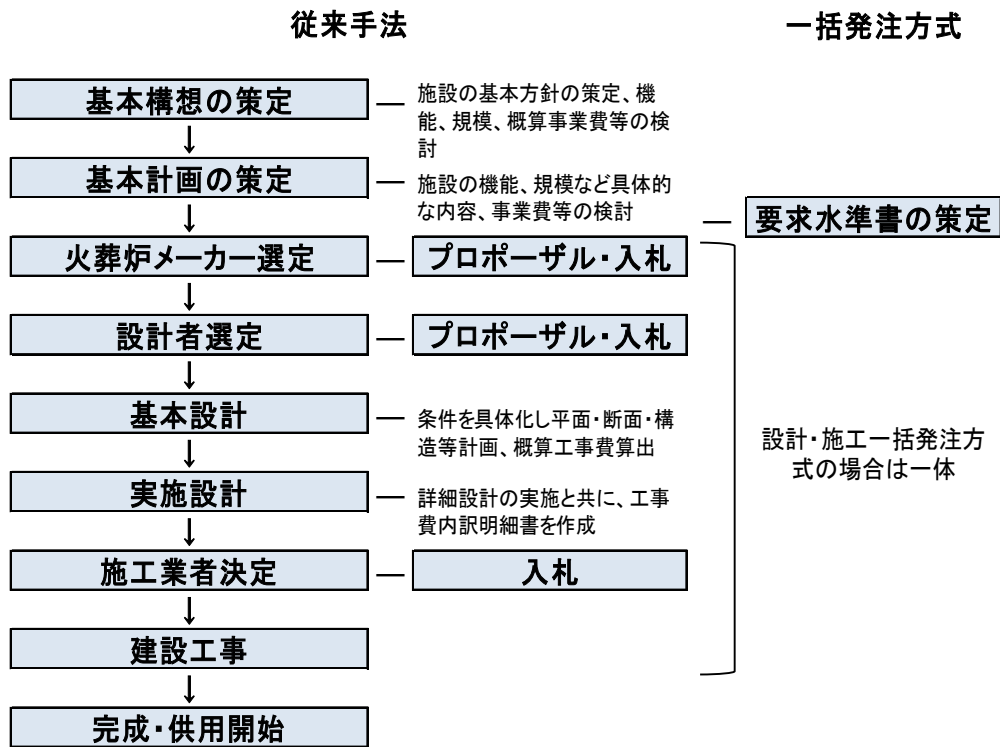 従来手法
一括発注方式
基本構想の策定
施設の基本方針の策定、機
能、規模、概算事業費等の検
討
↓
基本計画の策定
施設の機能、規模など具体的
な内容、事業費等の検討
要求水準書の策定
↓
火葬炉メーカー選定
プロポーザル・入札
↓
設計者選定
プロポーザル・入札
↓
基本設計
条件を具体化し平面・断面・構
造等計画、概算工事費算出
設計・施工一括発注方
式の場合は一体
↓
実施設計
詳細設計の実施と共に、工事
費内訳明細書を作成
↓
施工業者決定
入札
↓
建設工事
↓
完成・供用開始